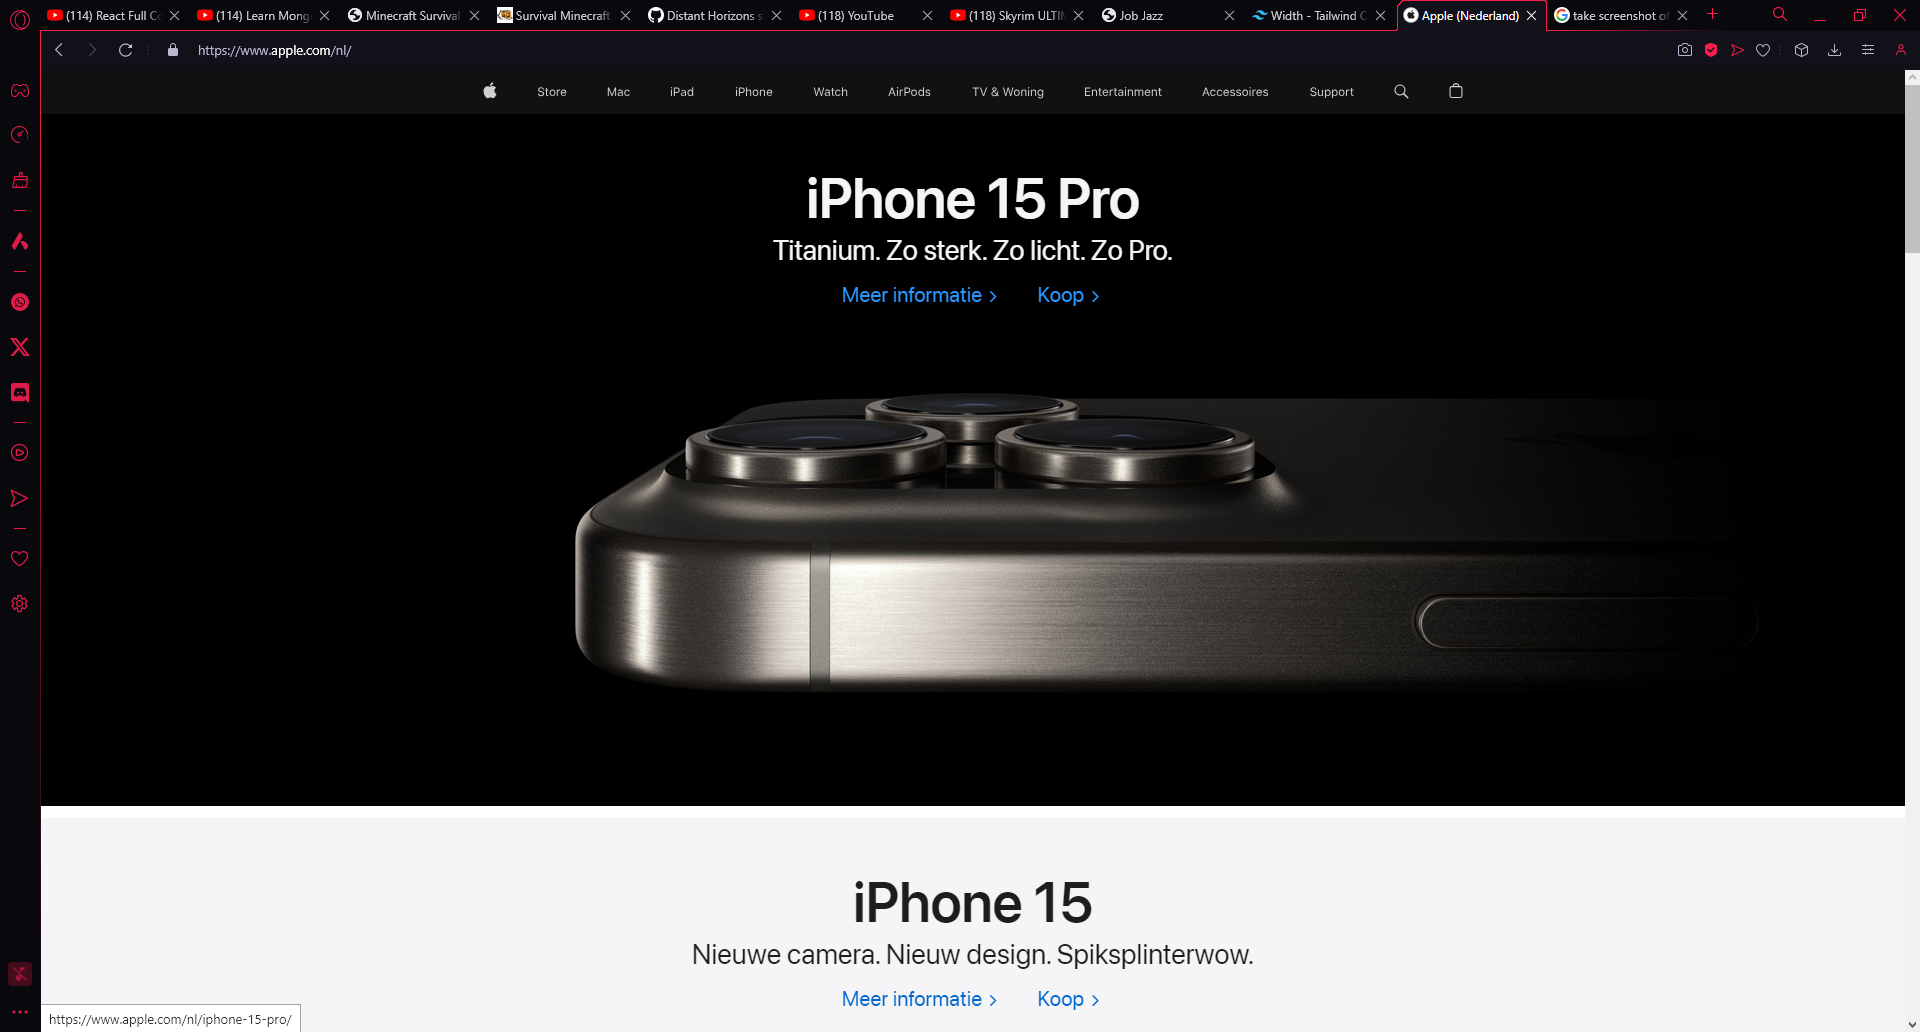 (114) React Full Co
(114) Learn Mong
Minecraft Survival
Survival Minecraft
Distant Horizons s
(118) YouTube
(118) Skyrim ULTI
Job Jazz
Width - Tailwind C
Apple (Nederland)
take screenshot of
https://www.apple.com/nl/
Store Mac iPad iPhone Watch AirPods TV & Woning Entertainment Accessoires Support
iPhone 15 Pro
Titanium. Zo sterk. Zo licht. Zo Pro.
Meer informatie > Koop >
iPhone 15
Nieuwe camera. Nieuw design. Spiksplinterwow.
Meer informatie > Koop >
https://www.apple.com/nl/iphone-15-pro/